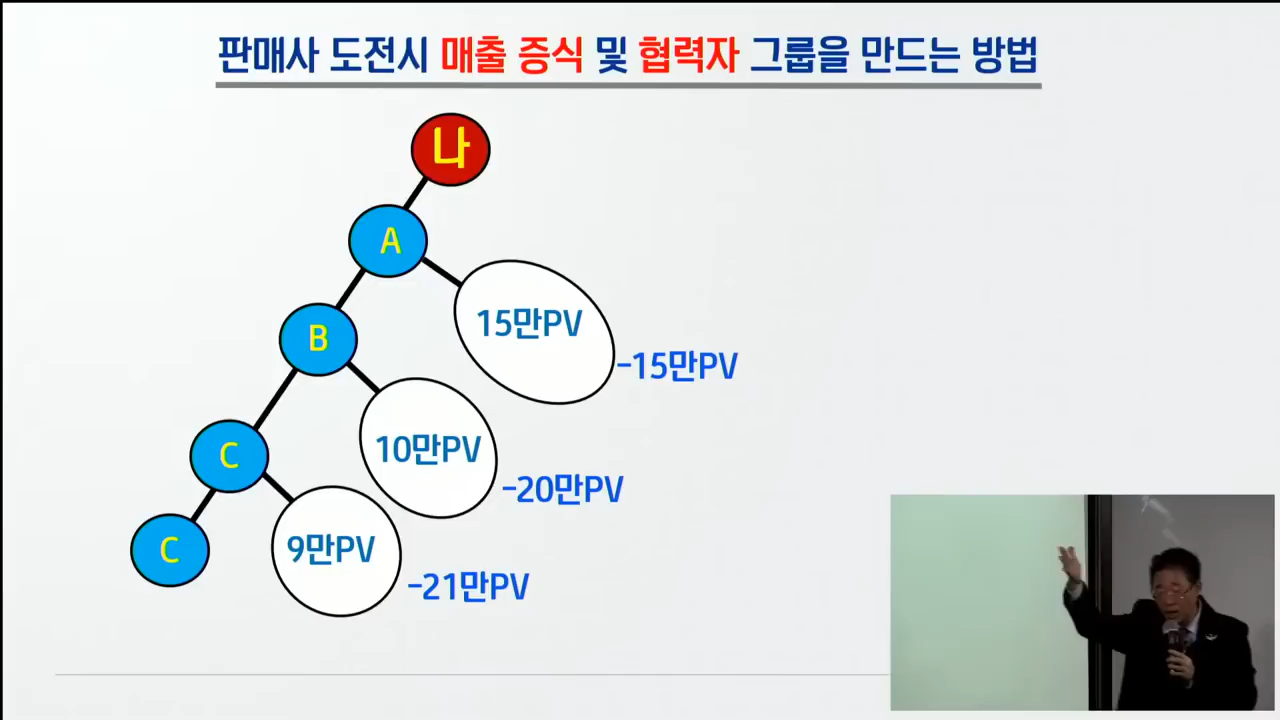 판매사 도전시 매출 증식 및 협력자 그룹을 만드는 방법
나
A
15만PV
-15만PV
B
10만PV
-20만PV
C
9만PV
-21만PV
C